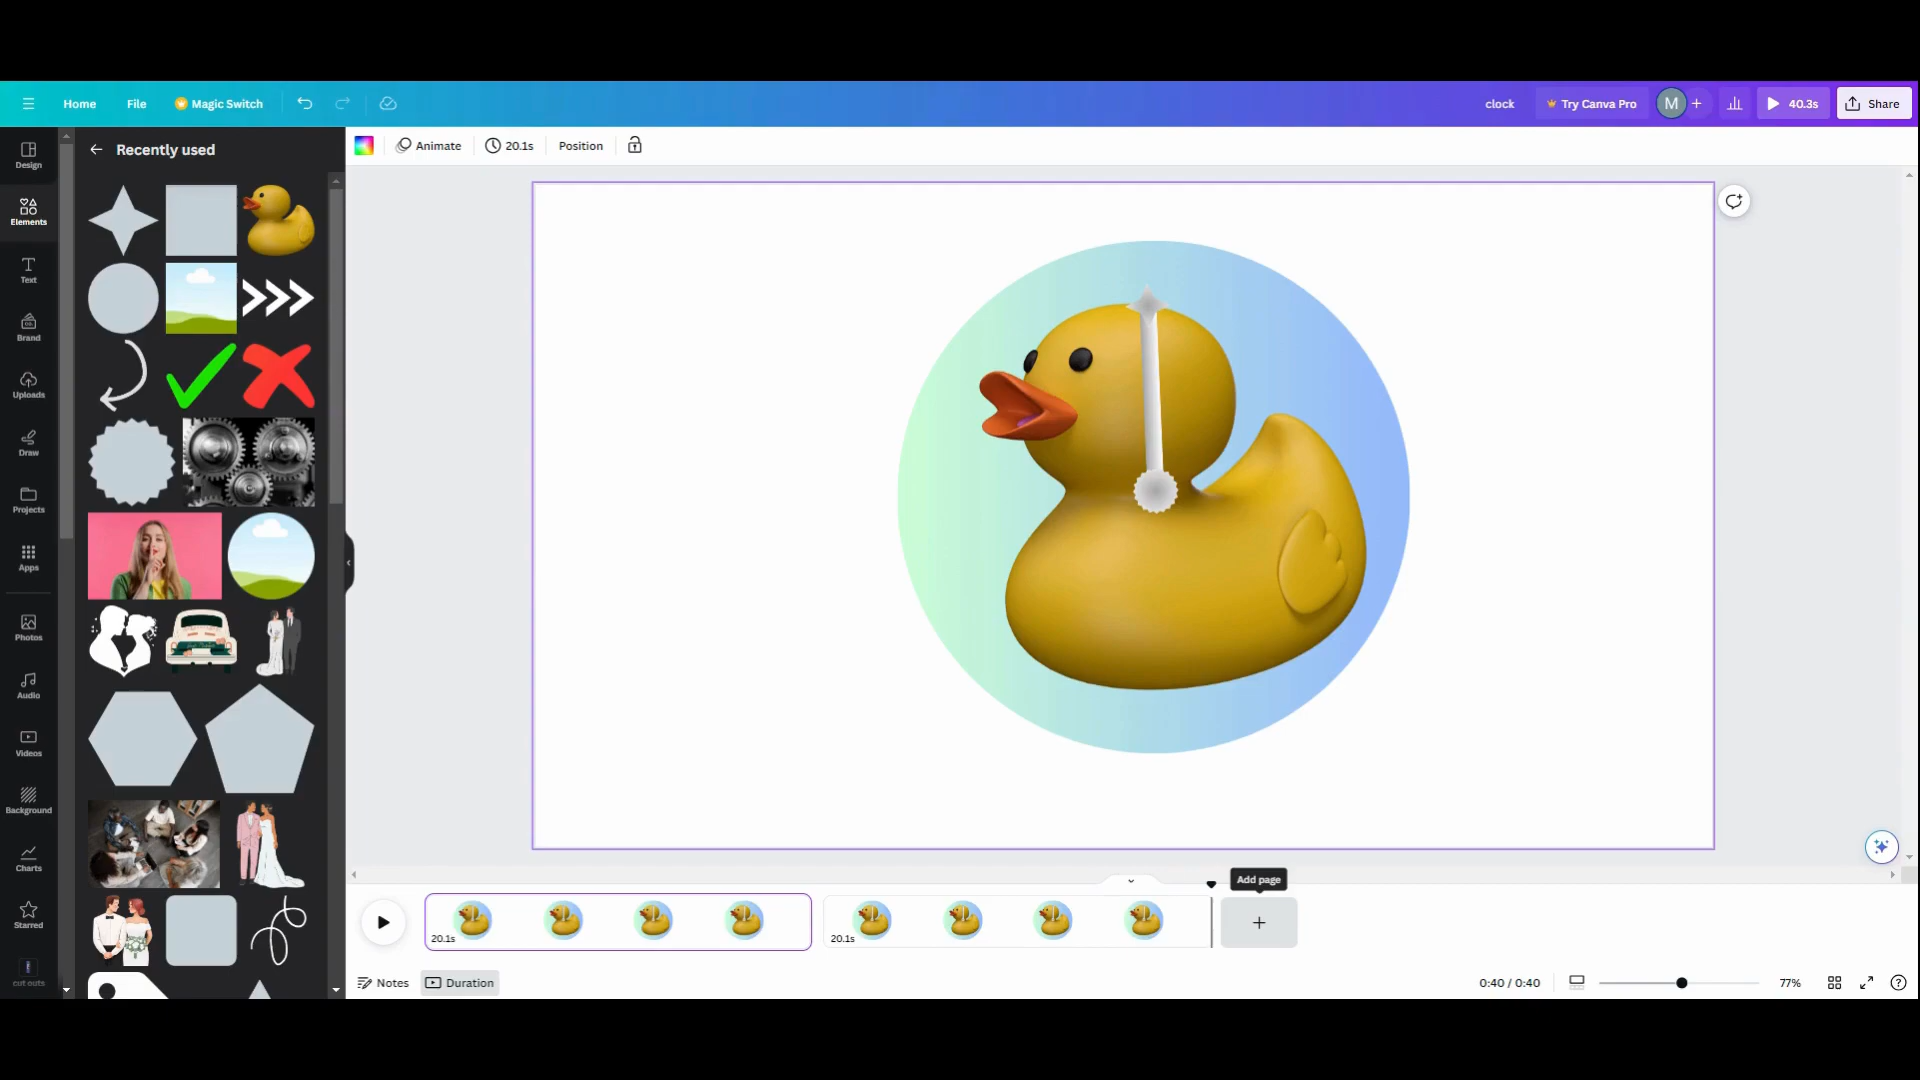 Home File Magic Switch clock Try Canva Pro M + 40.3s Share
Design
Recently used
Animate 20.1s Position
Elements
Text
Brand
Uploads
Draw
Projects
Apps
Photos
Audio
Videos
Background
Charts
Starred
cut outs
Add page
20.1s 20.1s
Notes Duration 0:40 / 0:40 77%